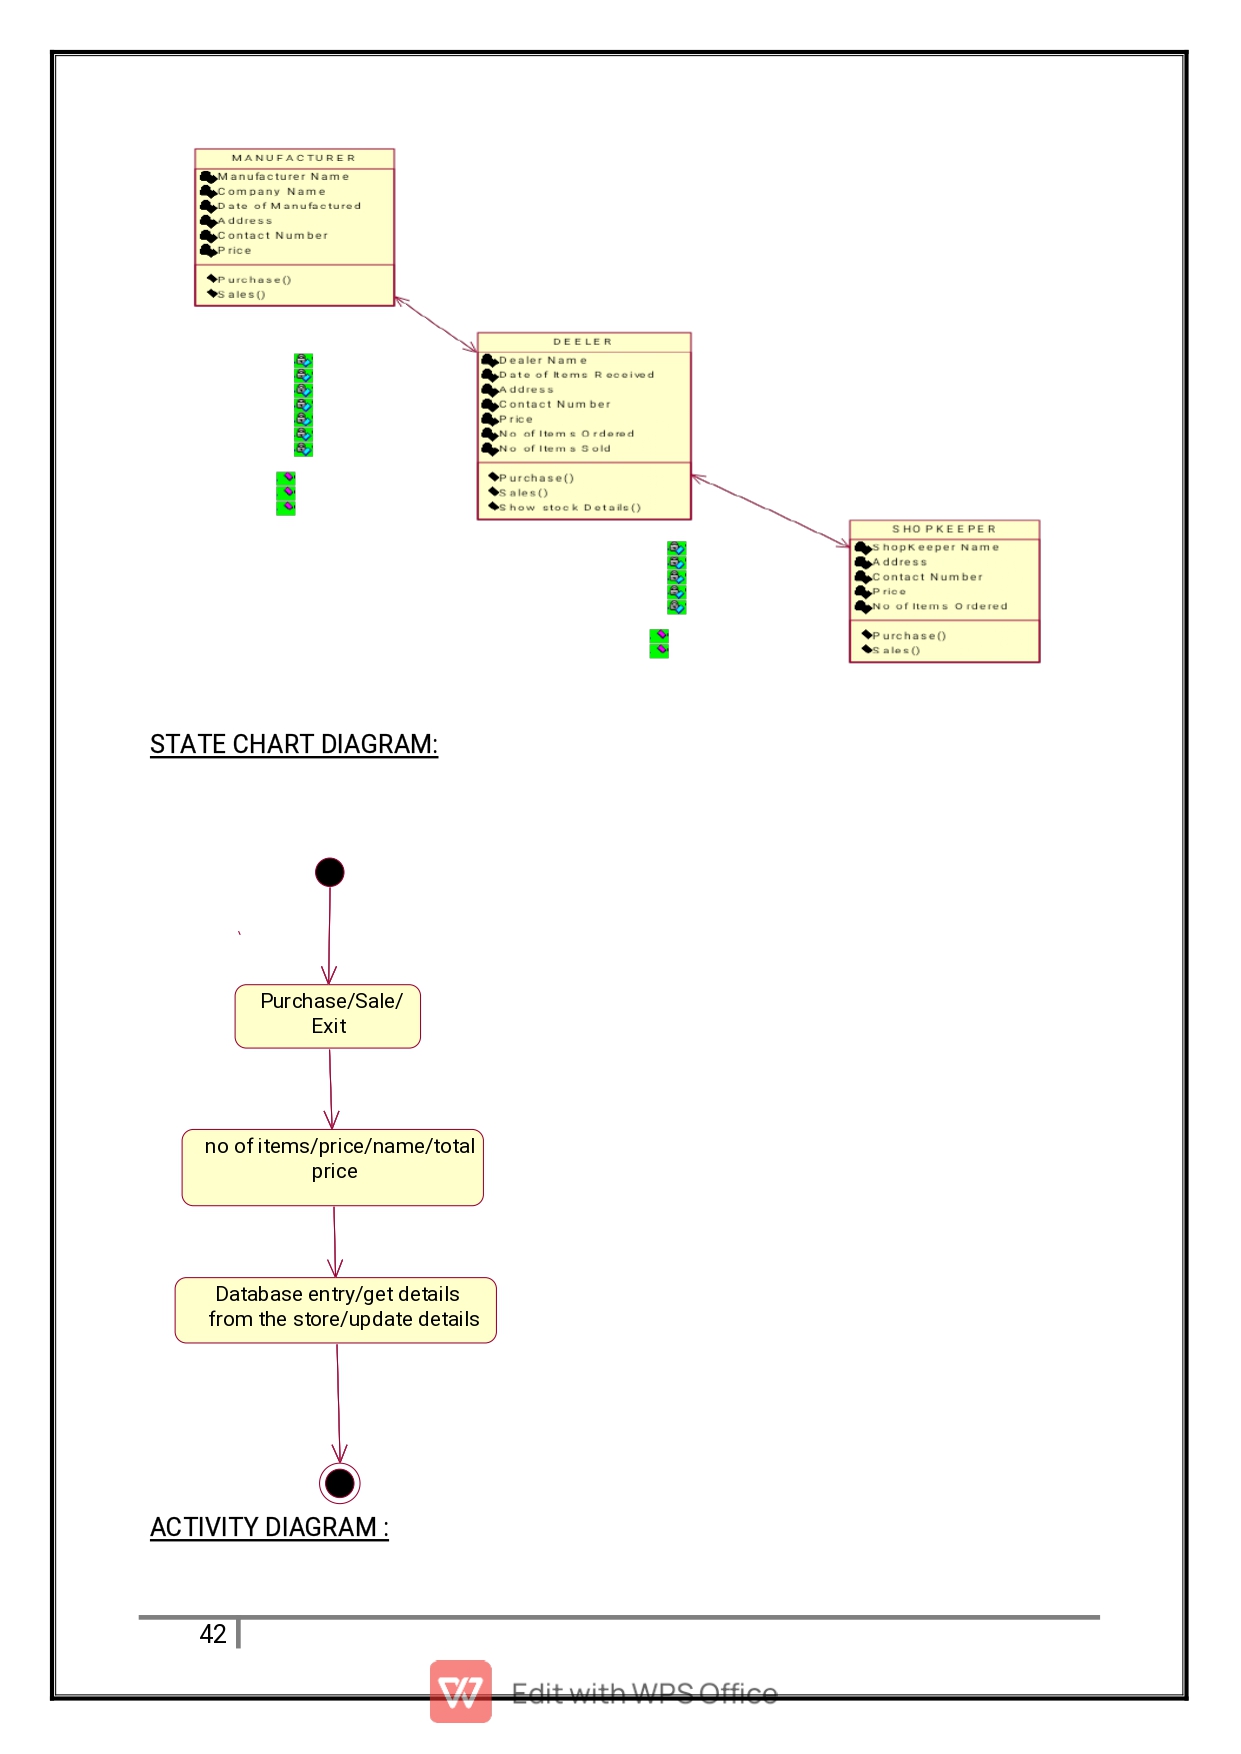 MANUFACTURER
Manufacturer Name
Company Name
Date of Manufactured
Address
Contact Number
Price
Purchase()
Sales()
DEELER
Dealer Name
Date of Items Received
Address
Contact Number
Price
No of Items Ordered
No of Items Sold
Purchase()
Sales()
Show stock Details()
SHOPKEEPER
ShopKeeper Name
Address
Contact Number
Price
No of Items Ordered
Purchase()
Sales()
STATE CHART DIAGRAM:
Purchase/Sale/
Exit
no of items/price/name/total
price
Database entry/get details
from the store/update details
ACTIVITY DIAGRAM :
42
Edit with WPS Office